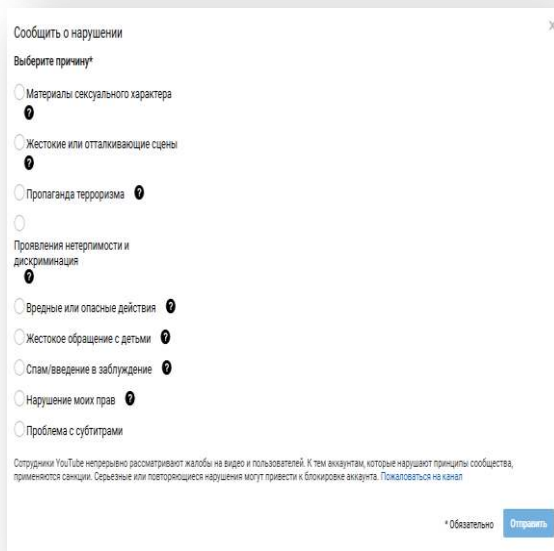 Сообщить о нарушении
Выберите причину*
Материалы сексуального характера
?
Жестокие или отталкивающие сцены
?
Пропаганда терроризма ?
Проявления нетерпимости и
дискриминация
?
Вредные или опасные действия ?
Жестокое обращение с детьми ?
Спам/введение в заблуждение ?
Нарушение моих прав ?
Проблема с субтитрами
Сотрудники YouTube непрерывно рассматривают жалобы на видео и пользователей. К тем аккаунтам, которые нарушают принципы сообщества,
применяются санкции. Серьезные или повторяющиеся нарушения могут привести к блокировке аккаунта. Пожаловаться на канал
* Обязательно Отправить